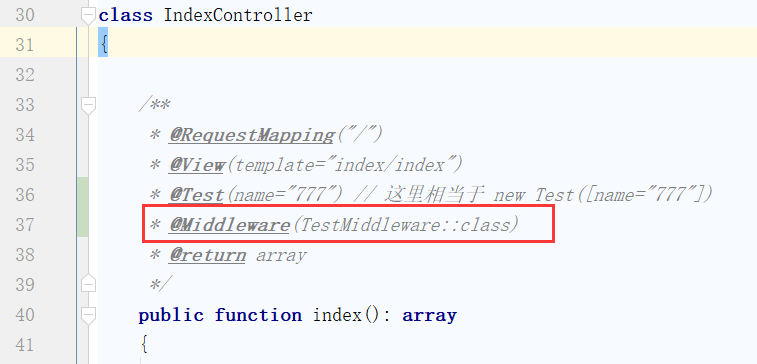 30 class IndexController
31 {
32
33 /**
34 * @RequestMapping("/")
35 * @View(template="index/index")
36 * @Test(name="777") // 这里相当于 new Test([name="777"])
37 * @Middleware(TestMiddleware::class)
38 * @return array
39 */
40 public function index(): array
41 {